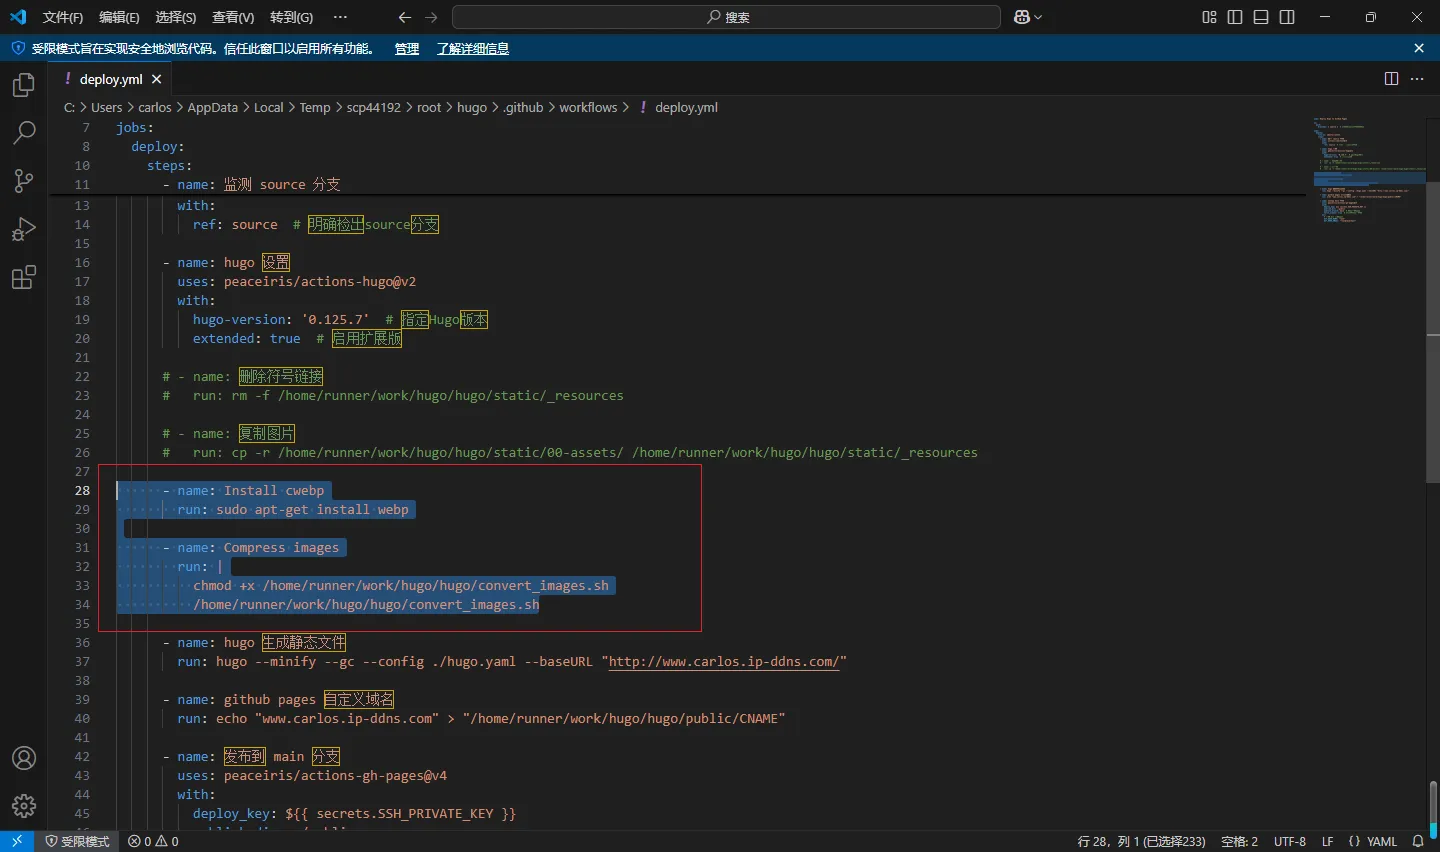 文件(F) 编辑(E) 选择(S) 查看(V) 转到(G) ··· 搜索
受限模式旨在实现安全地浏览代码。信任此窗口以启用所有功能。 管理 了解详细信息
! deploy.yml
C: > Users > carlos > AppData > Local > Temp > scp44192 > root > hugo > .github > workflows > ! deploy.yml
7 jobs:
8 deploy:
10 steps:
11 - name: 监测 source 分支
13 with:
14 ref: source # 明确检出source分支
15
16 - name: hugo 设置
17 uses: peaceiris/actions-hugo@v2
18 with:
19 hugo-version: '0.125.7' # 指定Hugo版本
20 extended: true # 启用扩展版
21
22 # - name: 删除符号链接
23 # run: rm -f /home/runner/work/hugo/hugo/static/_resources
24
25 # - name: 复制图片
26 # run: cp -r /home/runner/work/hugo/hugo/static/00-assets/ /home/runner/work/hugo/hugo/static/_resources
27
28 - name: Install cwebp
29 run: sudo apt-get install webp
30
31 - name: Compress images
32 run: |
33 chmod +x /home/runner/work/hugo/hugo/convert_images.sh
34 /home/runner/work/hugo/hugo/convert_images.sh
35
36 - name: hugo 生成静态文件
37 run: hugo --minify --gc --config ./hugo.yaml --baseURL "http://www.carlos.ip-ddns.com/"
38
39 - name: github pages 自定义域名
40 run: echo "www.carlos.ip-ddns.com" > "/home/runner/work/hugo/hugo/public/CNAME"
41
42 - name: 发布到 main 分支
43 uses: peaceiris/actions-gh-pages@v4
44 with:
45 deploy_key: ${{ secrets.SSH_PRIVATE_KEY }}
受限模式 0 0 行 28，列 1 (已选择233) 空格: 2 UTF-8 LF {} YAML